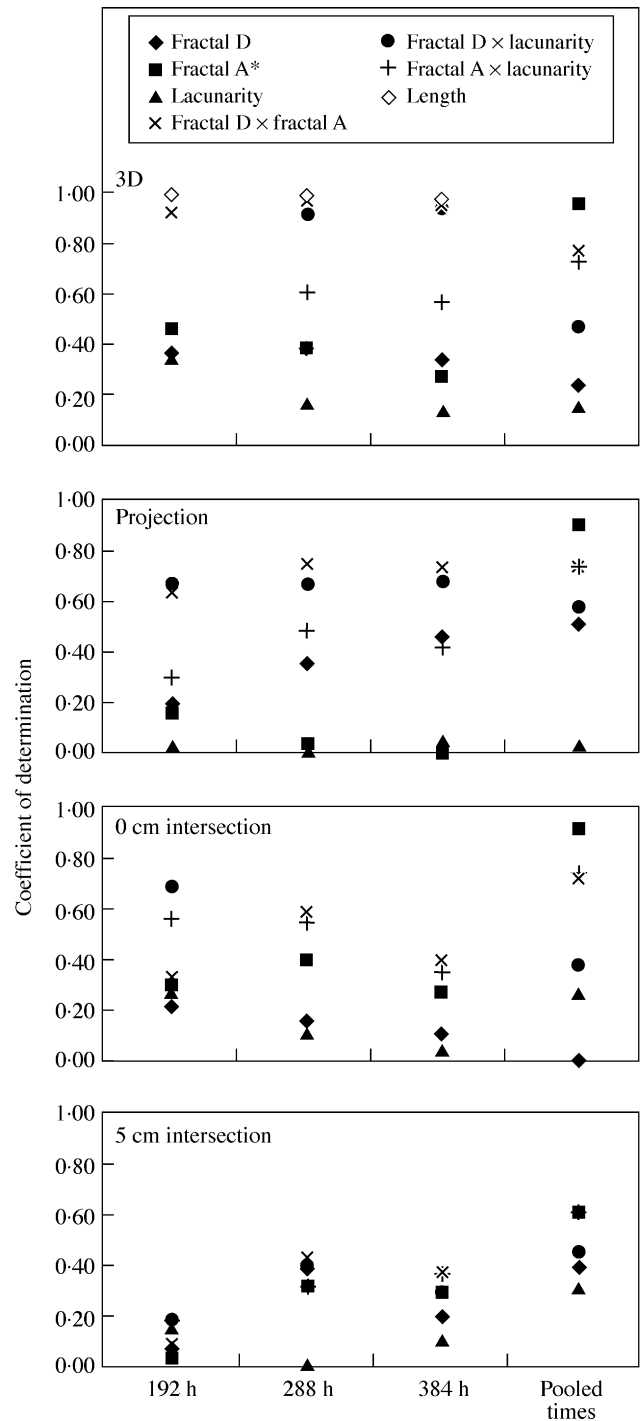 Fractal D
Fractal A*
Lacunarity
Fractal D × fractal A
Fractal D × lacunarity
Fractal A × lacunarity
Length
Coefficient of determination
3D
1·00
0·80
0·60
0·40
0·20
0·00
Projection
1·00
0·80
0·60
0·40
0·20
0·00
0 cm intersection
1·00
0·80
0·60
0·40
0·20
0·00
5 cm intersection
1·00
0·80
0·60
0·40
0·20
0·00
192 h
288 h
384 h
Pooled
times